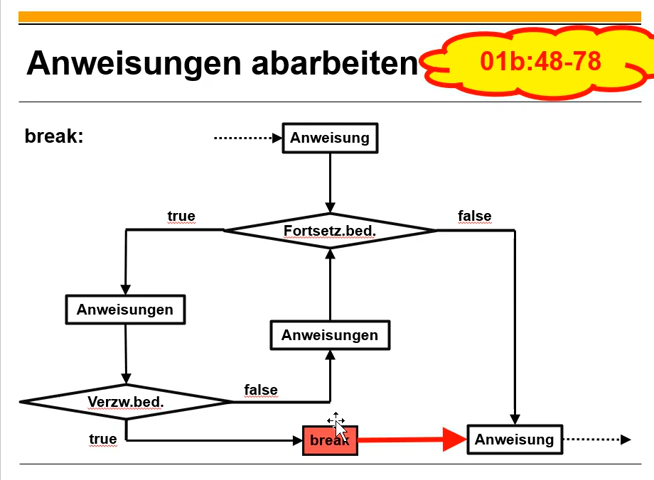 Anweisungen abarbeiten
01b:48-78
break:
Anweisung
true
Fortsetz.bed.
false
Anweisungen
Anweisungen
Verzw.bed.
false
true
break
Anweisung